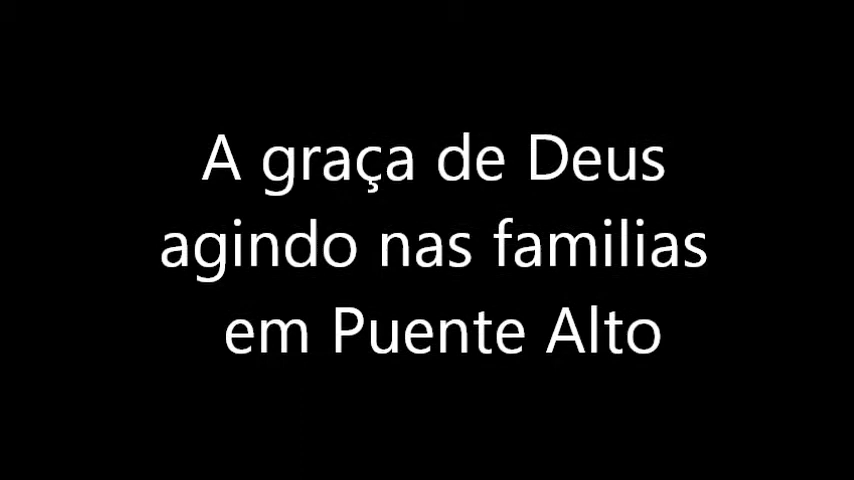 A graça de Deus
agindo nas familias
em Puente Alto